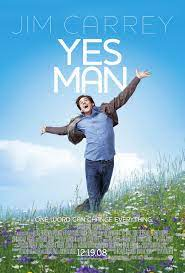 JIM CARREY
YES
MAN
ONE WORD CAN CHANGE EVERYTHING.
12.19.08